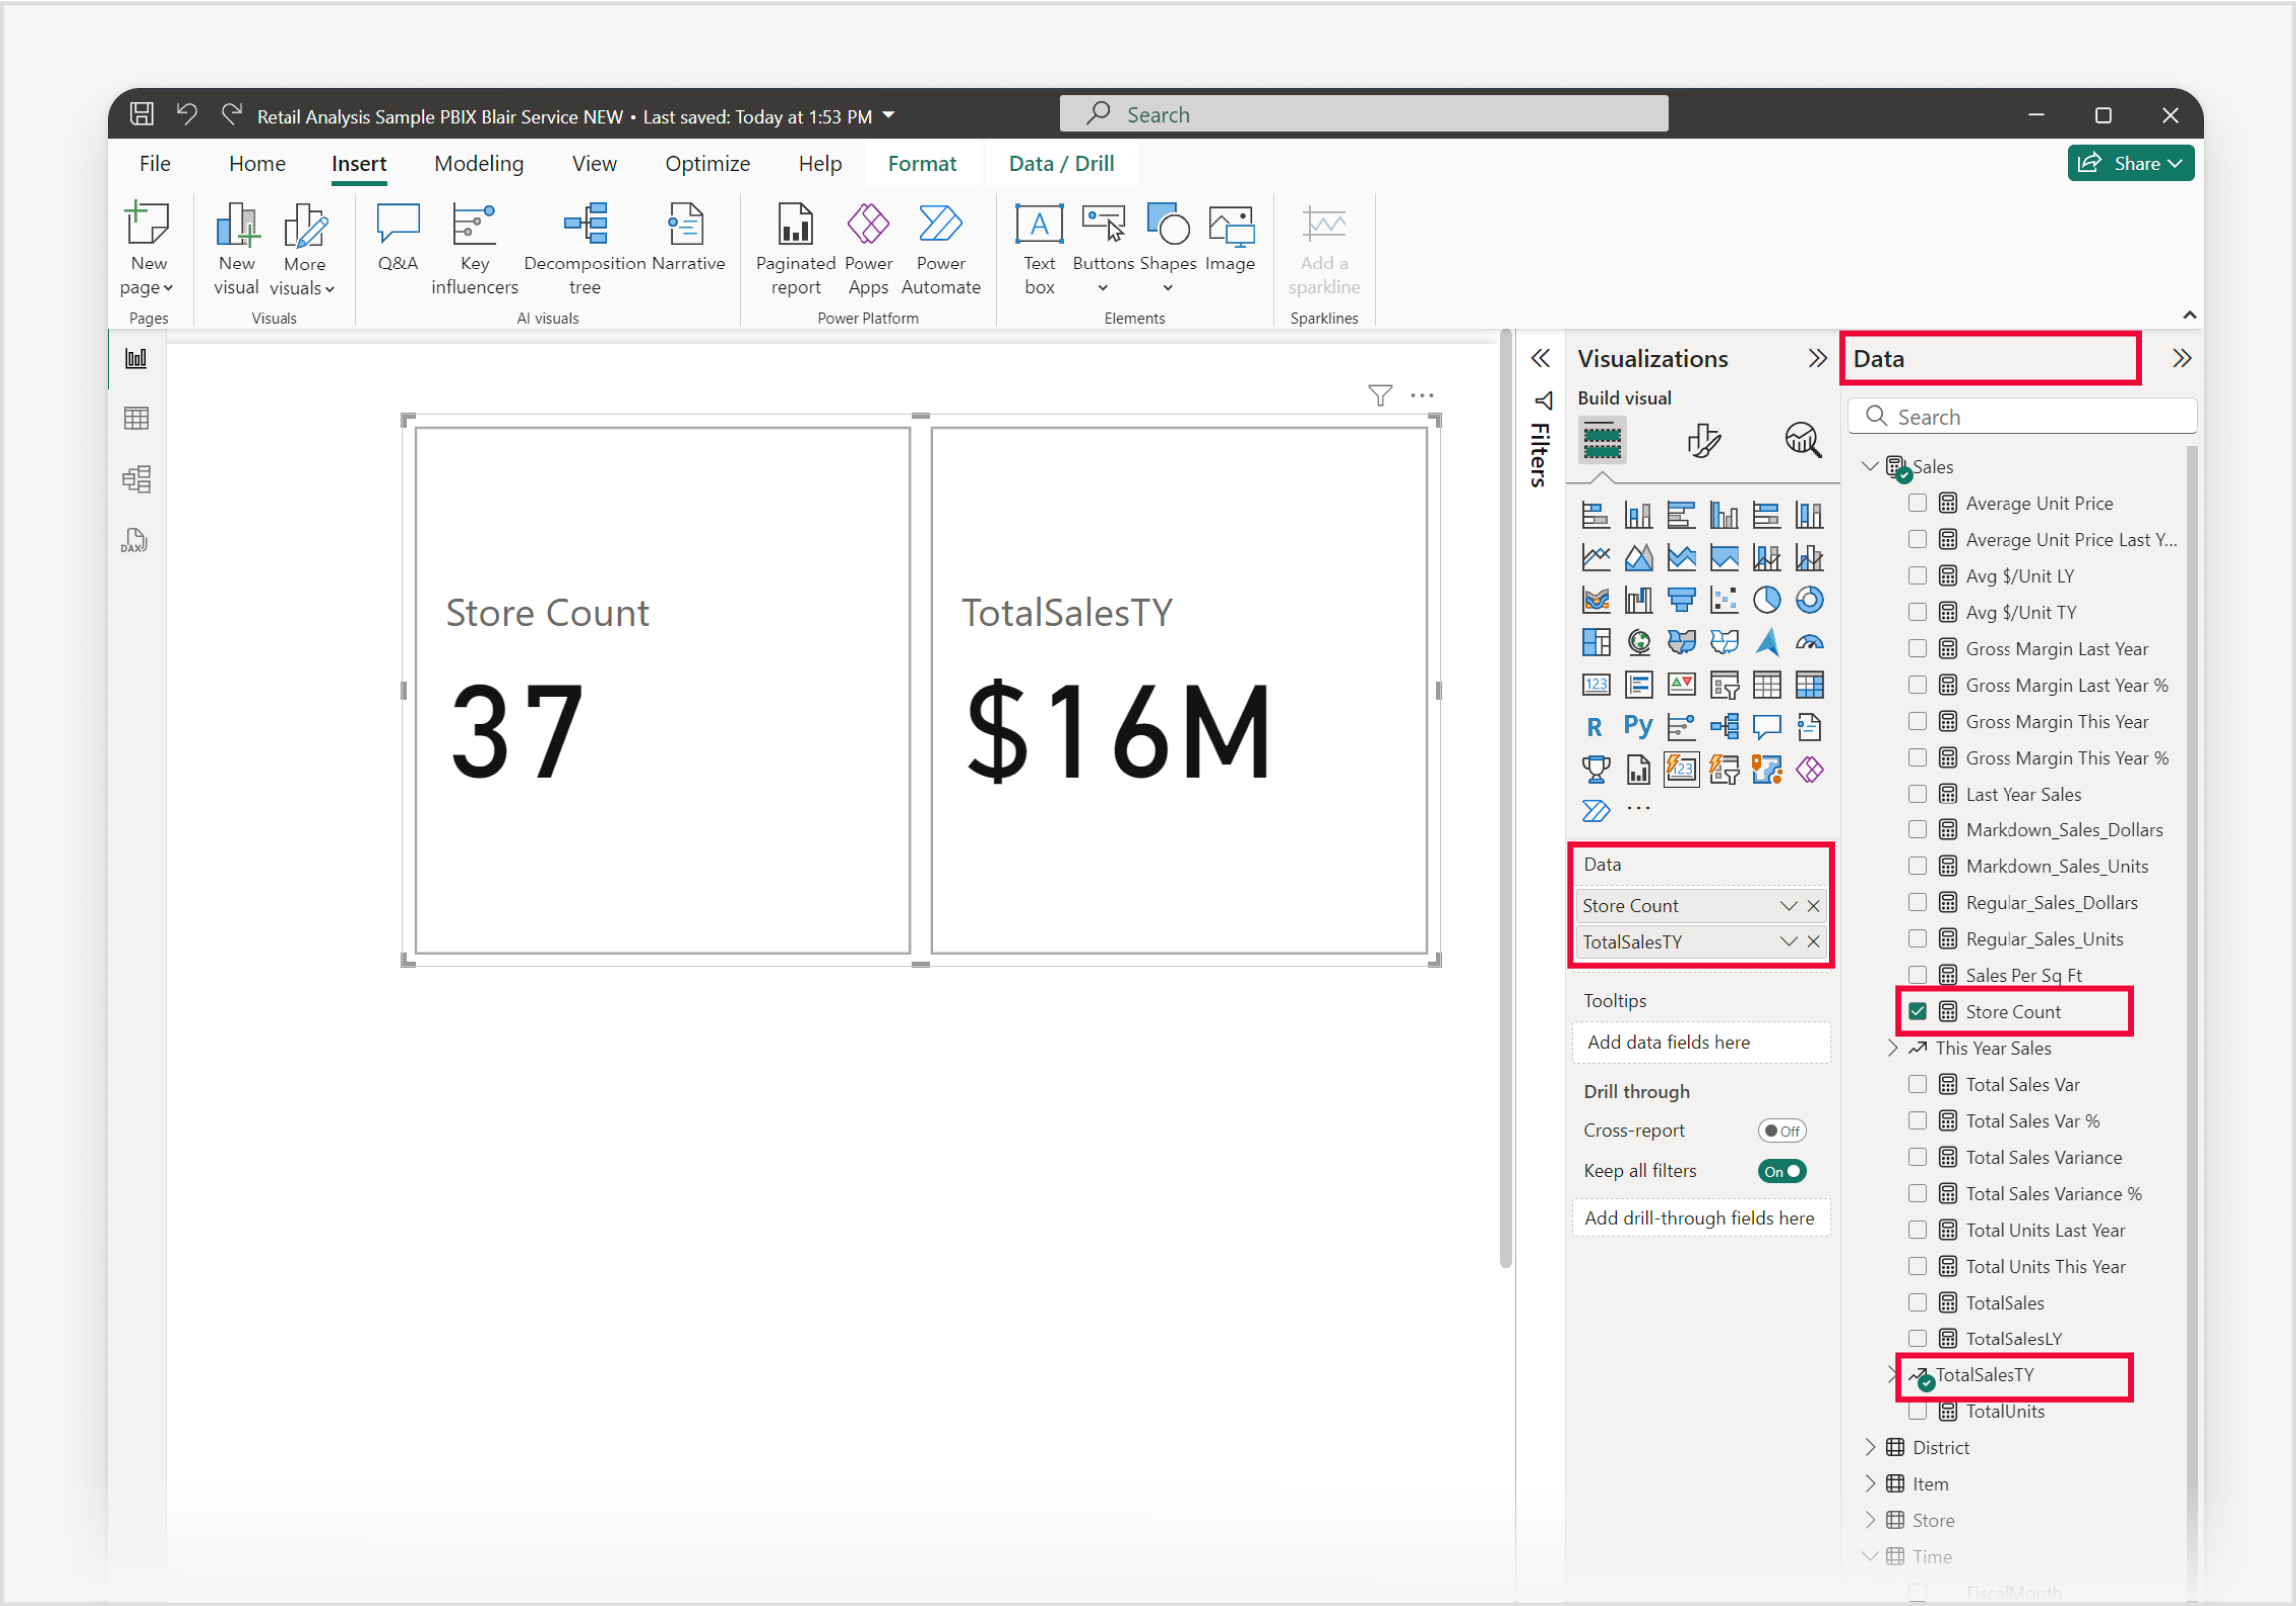 Retail Analysis Sample PBIX Blair Service NEW • Last saved: Today at 1:53 PM
Search
File
Home
Insert
Modeling
View
Optimize
Help
Format
Data / Drill
Share
New
page
Pages
New
visual
More
visuals
Visuals
Q&A
Key
influencers
Decomposition
tree
Narrative
AI visuals
Paginated
report
Power
Apps
Power
Automate
Power Platform
A
Text
box
Buttons
Shapes
Image
Elements
Add a
sparkline
Sparklines
DAX
Store Count
37
TotalSalesTY
$16M
Filters
Visualizations
Build visual
123
R
Py
123
Data
Store Count
TotalSalesTY
Tooltips
Add data fields here
Drill through
Cross-report
Off
Keep all filters
On
Add drill-through fields here
Data
Search
Sales
Average Unit Price
Average Unit Price Last Y...
Avg $/Unit LY
Avg $/Unit TY
Gross Margin Last Year
Gross Margin Last Year %
Gross Margin This Year
Gross Margin This Year %
Last Year Sales
Markdown_Sales_Dollars
Markdown_Sales_Units
Regular_Sales_Dollars
Regular_Sales_Units
Sales Per Sq Ft
Store Count
This Year Sales
Total Sales Var
Total Sales Var %
Total Sales Variance
Total Sales Variance %
Total Units Last Year
Total Units This Year
TotalSales
TotalSalesLY
TotalSalesTY
TotalUnits
District
Item
Store
Time
FiscalMonth